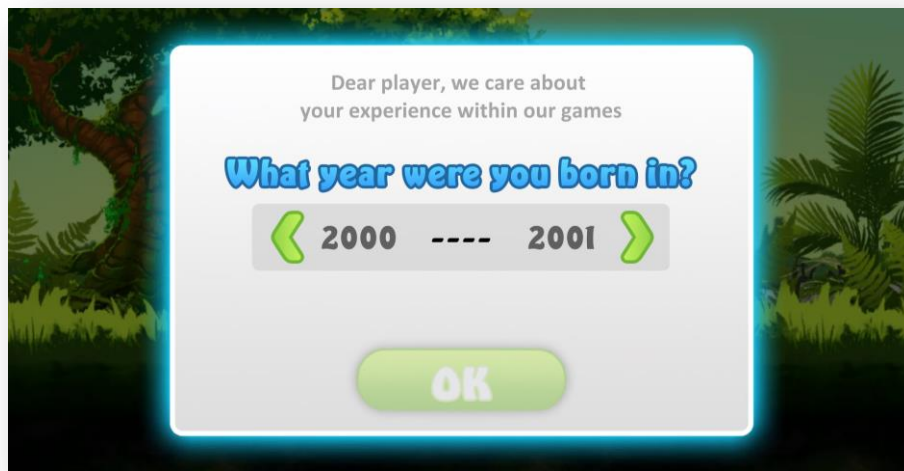 Dear player, we care about
your experience within our games
What year were you born in?
2000 ---- 2001
OK